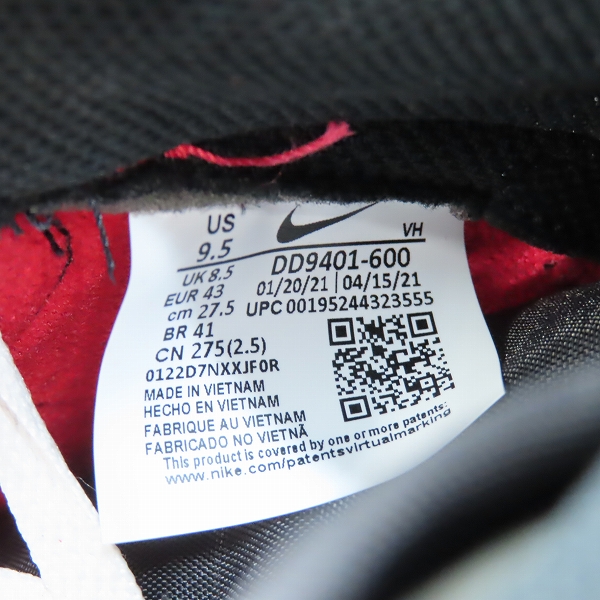 US
9.5
VH
UK 8.5
EUR 43
cm 27.5
BR 41
CN 275(2.5)
DD9401-600
01/20/21 | 04/15/21
UPC 00195244323555
0122D7NXXJF0R
MADE IN VIETNAM
HECHO EN VIETNAM
FABRIQUE AU VIETNAM
FABRICADO NO VIETNÃ
This product is covered by one or more patents:
www.nike.com/patentsvirtualmarking